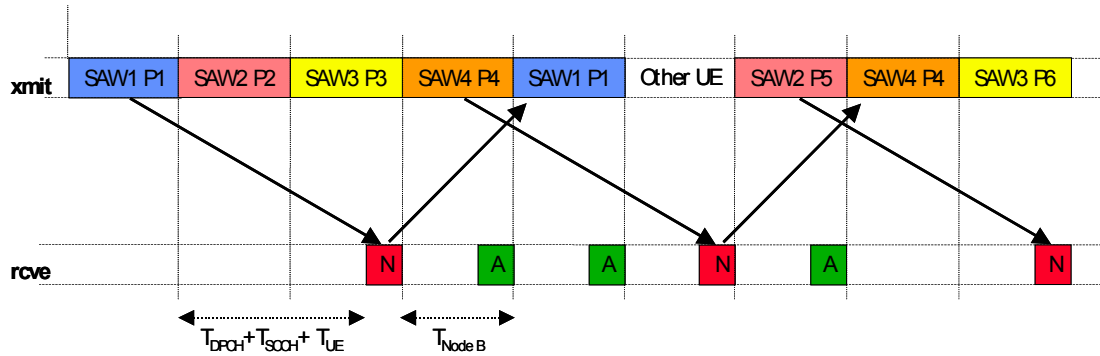 xmit SAW1 P1 SAW2 P2 SAW3 P3 SAW4 P4 SAW1 P1 Other UE SAW2 P5 SAW4 P4 SAW3 P6
rcve N A A N A N
TDPCH+TSCCH+ TUE TNode B